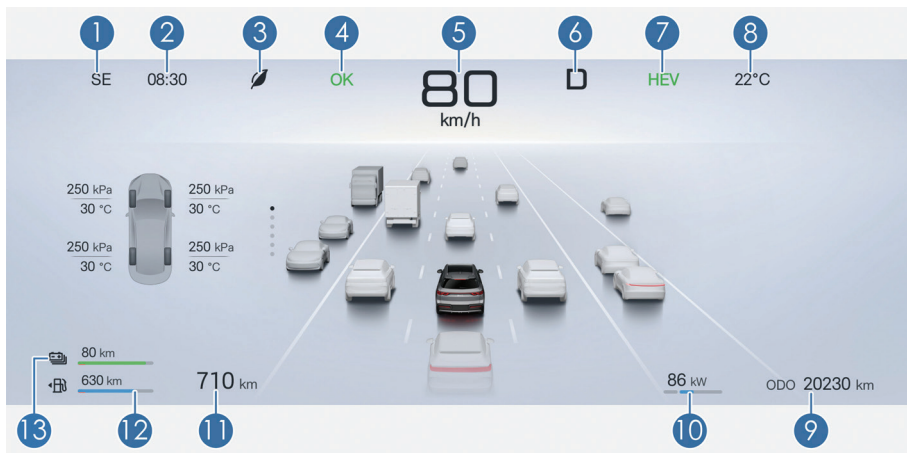 1 2 3 4 5 6 7 8
SE 08:30 OK 80 D HEV 22°C
km/h
250 kPa 250 kPa
30 °C 30 °C
250 kPa 250 kPa
30 °C 30 °C
80 km
630 km 710 km 86 kW ODO 20230 km
13 12 11 10 9